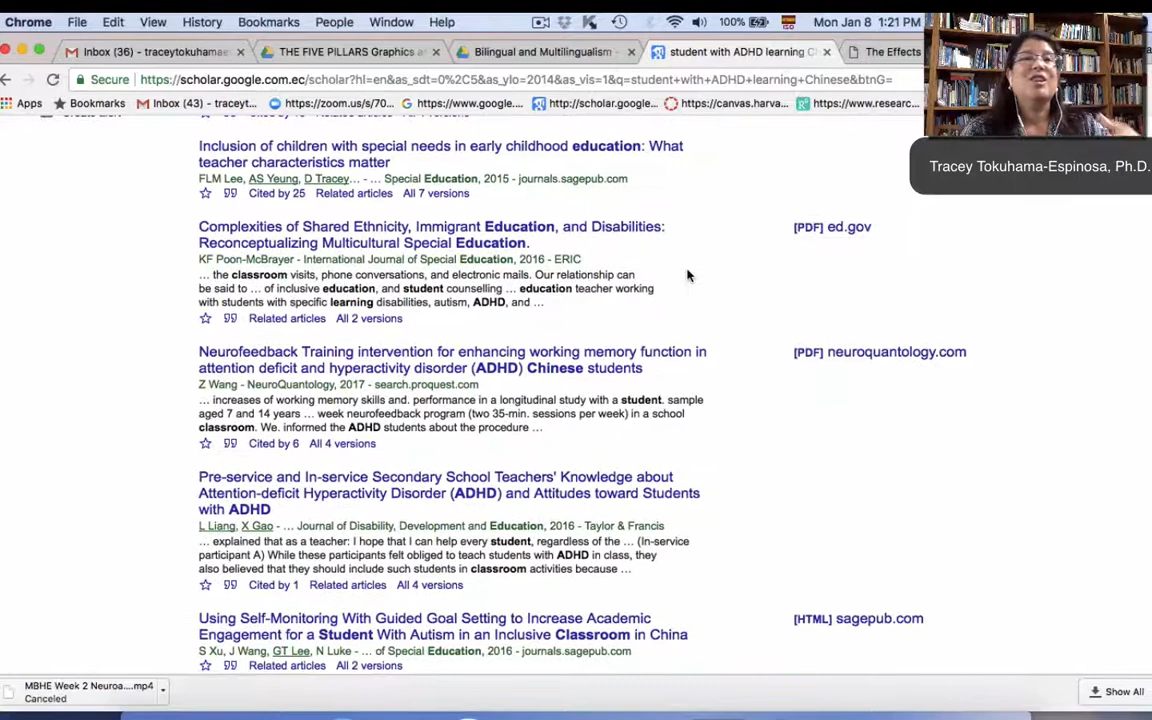 Chrome File Edit View History Bookmarks People Window Help 100% Mon Jan 8 1:21 PM
Inbox (36) - traceytokuhama THE FIVE PILLARS Graphics a Bilingual and Multilingualism - student with ADHD learning C The Effects
Secure https://scholar.google.com.ec/scholar?hl=en&as_sdt=0%2C5&as_ylo=2014&as_vis=1&q=student+with+ADHD+learning+Chinese&btnG=
Apps Bookmarks Inbox (43) - traceyt... https://zoom.us/s/70... https://www.google.... http://scholar.google... https://canvas.harva... https://www.researc...
Tracey Tokuhama-Espinosa, Ph.D.
Inclusion of children with special needs in early childhood education: What
teacher characteristics matter
FLM Lee, AS Yeung, D Tracey… - … Special Education, 2015 - journals.sagepub.com
Cited by 25 Related articles All 7 versions
Complexities of Shared Ethnicity, Immigrant Education, and Disabilities:
[PDF] ed.gov
Reconceptualizing Multicultural Special Education.
KF Poon-McBrayer - International Journal of Special Education, 2016 - ERIC
… the classroom visits, phone conversations, and electronic mails. Our relationship can
be said to … of inclusive education, and student counselling … education teacher working
with students with specific learning disabilities, autism, ADHD, and …
Related articles All 2 versions
Neurofeedback Training intervention for enhancing working memory function in
[PDF] neuroquantology.com
attention deficit and hyperactivity disorder (ADHD) Chinese students
Z Wang - NeuroQuantology, 2017 - search.proquest.com
… increases of working memory skills and. performance in a longitudinal study with a student. sample
aged 7 and 14 years … week neurofeedback program (two 35-min. sessions per week) in a school
classroom. We. informed the ADHD students about the procedure …
Cited by 6 All 4 versions
Pre-service and In-service Secondary School Teachers' Knowledge about
Attention-deficit Hyperactivity Disorder (ADHD) and Attitudes toward Students
with ADHD
L Liang, X Gao - … Journal of Disability, Development and Education, 2016 - Taylor & Francis
… explained that as a teacher: I hope that I can help every student, regardless of the … (In-service
participant A) While these participants felt obliged to teach students with ADHD in class, they
also believed that they should include such students in classroom activities because …
Cited by 1 Related articles All 4 versions
Using Self-Monitoring With Guided Goal Setting to Increase Academic
[HTML] sagepub.com
Engagement for a Student With Autism in an Inclusive Classroom in China
S Xu, J Wang, GT Lee, N Luke - … of Special Education, 2016 - journals.sagepub.com
Related articles All 2 versions
MBHE Week 2 Neuroa....mp4
Canceled
Show All